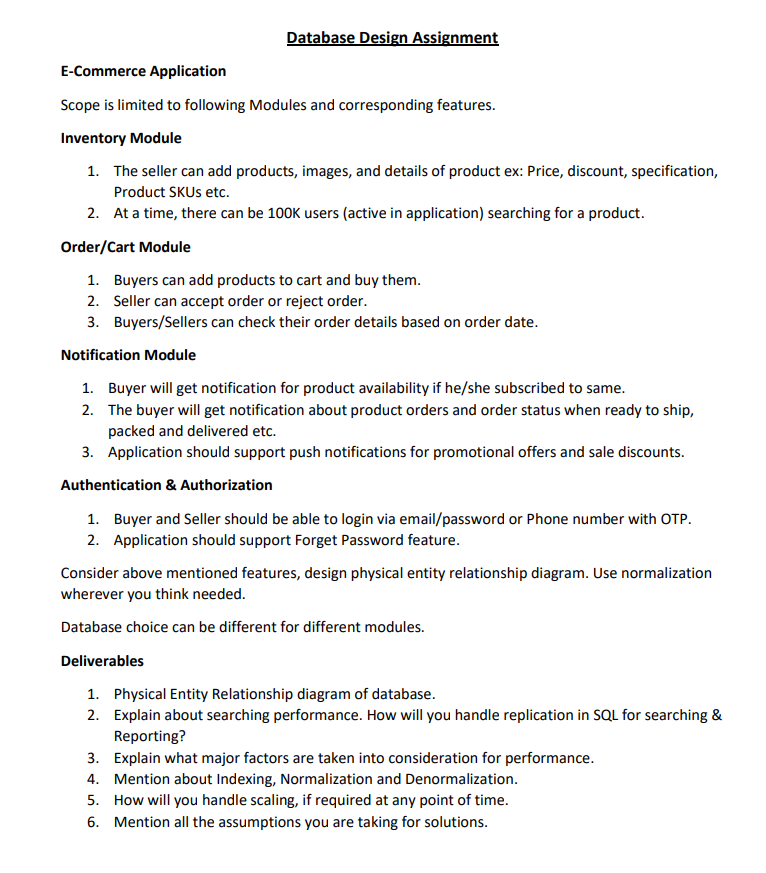 Database Design Assignment
E-Commerce Application
Scope is limited to following Modules and corresponding features.
Inventory Module
1. The seller can add products, images, and details of product ex: Price, discount, specification,
Product SKUs etc.
2. At a time, there can be 100K users (active in application) searching for a product.
Order/Cart Module
1. Buyers can add products to cart and buy them.
2. Seller can accept order or reject order.
3. Buyers/Sellers can check their order details based on order date.
Notification Module
1. Buyer will get notification for product availability if he/she subscribed to same.
2. The buyer will get notification about product orders and order status when ready to ship,
packed and delivered etc.
3. Application should support push notifications for promotional offers and sale discounts.
Authentication & Authorization
1. Buyer and Seller should be able to login via email/password or Phone number with OTP.
2. Application should support Forget Password feature.
Consider above mentioned features, design physical entity relationship diagram. Use normalization
wherever you think needed.
Database choice can be different for different modules.
Deliverables
1. Physical Entity Relationship diagram of database.
2. Explain about searching performance. How will you handle replication in SQL for searching &
Reporting?
3. Explain what major factors are taken into consideration for performance.
4. Mention about Indexing, Normalization and Denormalization.
5. How will you handle scaling, if required at any point of time.
6. Mention all the assumptions you are taking for solutions.